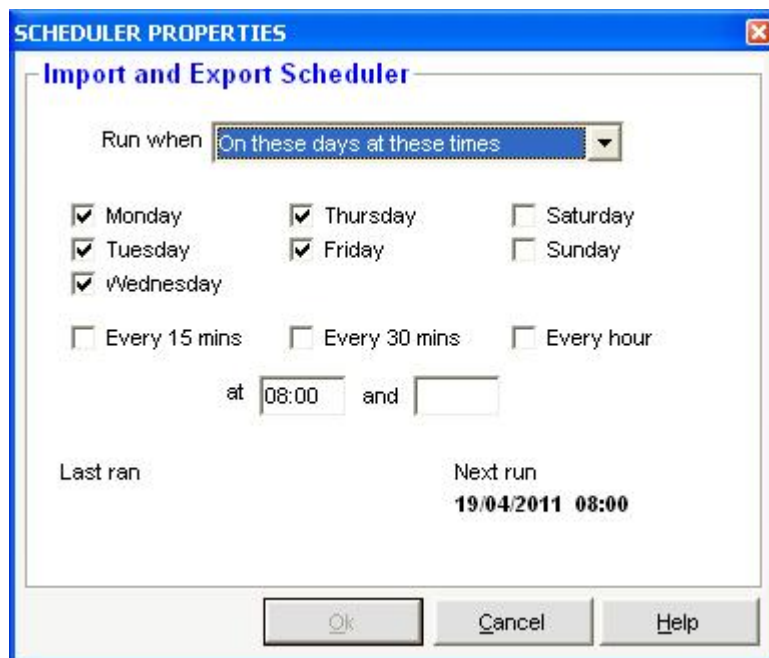 SCHEDULER PROPERTIES
Import and Export Scheduler
Run when On these days at these times
Monday Thursday Saturday
Tuesday Friday Sunday
Wednesday
Every 15 mins Every 30 mins Every hour
at 08:00 and
Last ran Next run
19/04/2011 08:00
Ok Cancel Help